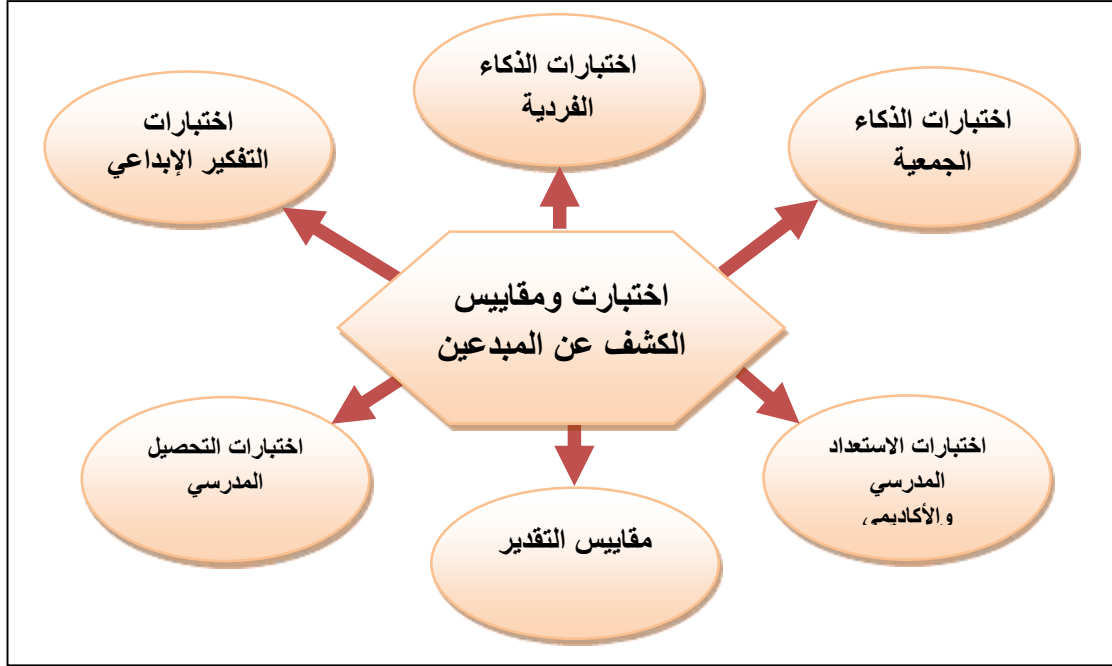 اختبارات الذكاء
الفردية
اختبارات الذكاء
الجمعية
اختبارات
التفكير الإبداعي
اختبارت ومقاييس
الكشف عن المبدعين
اختبارات الاستعداد
المدرسي
والأكاديمي
اختبارات التحصيل
المدرسي
مقاييس التقدير